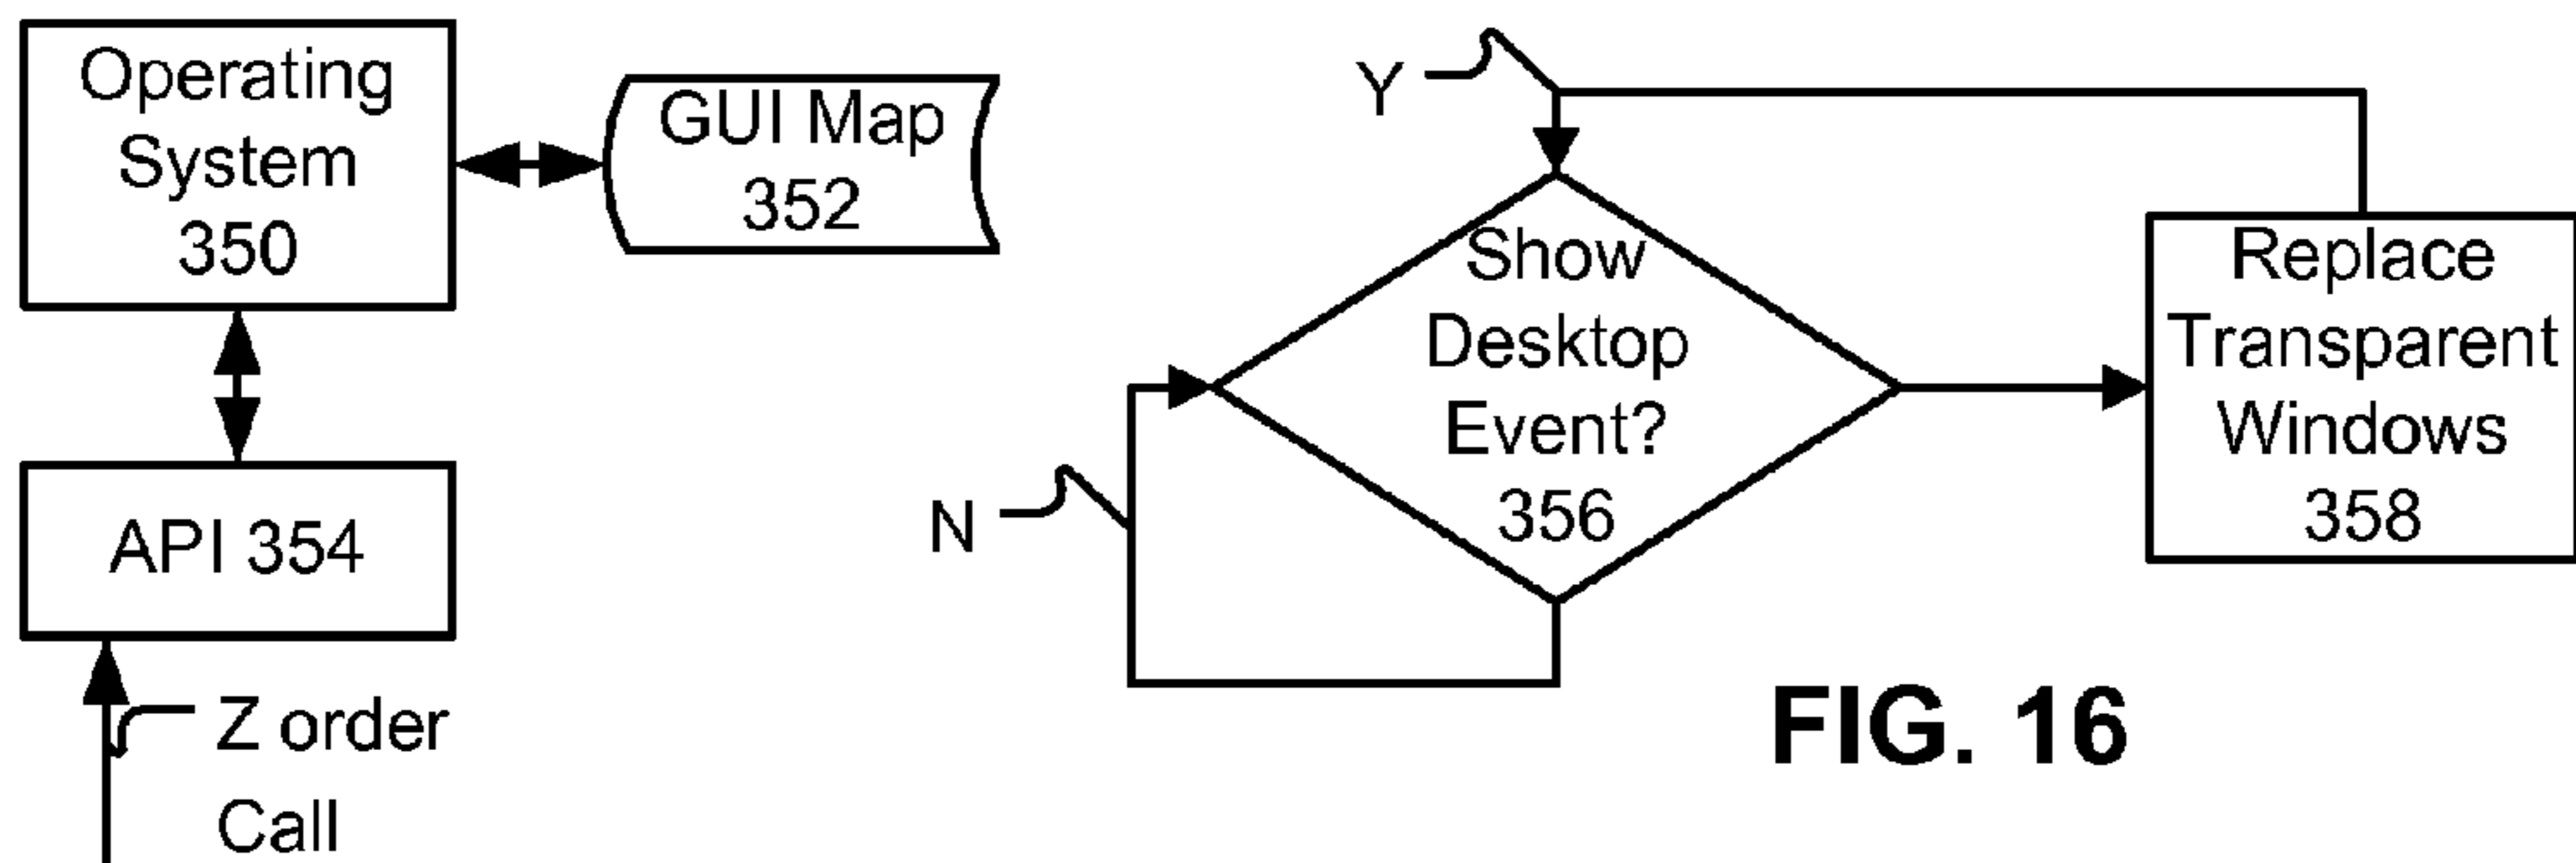 Operating
System
350
GUI Map
352
API 354
Z order
Call
Y
Show
Desktop
Event?
356
N
Replace
Transparent
Windows
358
FIG. 16